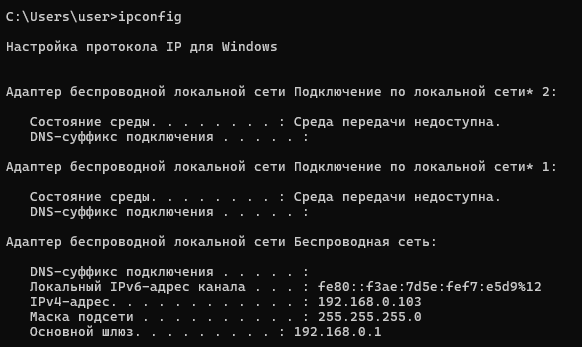 C:\Users\user>ipconfig
Настройка протокола IP для Windows
Адаптер беспроводной локальной сети Подключение по локальной сети* 2:
Состояние среды. . . . . . . . : Среда передачи недоступна.
DNS-суффикс подключения . . . . . :
Адаптер беспроводной локальной сети Подключение по локальной сети* 1:
Состояние среды. . . . . . . . : Среда передачи недоступна.
DNS-суффикс подключения . . . . . :
Адаптер беспроводной локальной сети Беспроводная сеть:
DNS-суффикс подключения . . . . . :
Локальный IPv6-адрес канала . . . : fe80::f3ae:7d5e:fef7:e5d9%12
IPv4-адрес. . . . . . . . . . . . : 192.168.0.103
Маска подсети . . . . . . . . . . : 255.255.255.0
Основной шлюз. . . . . . . . . : 192.168.0.1